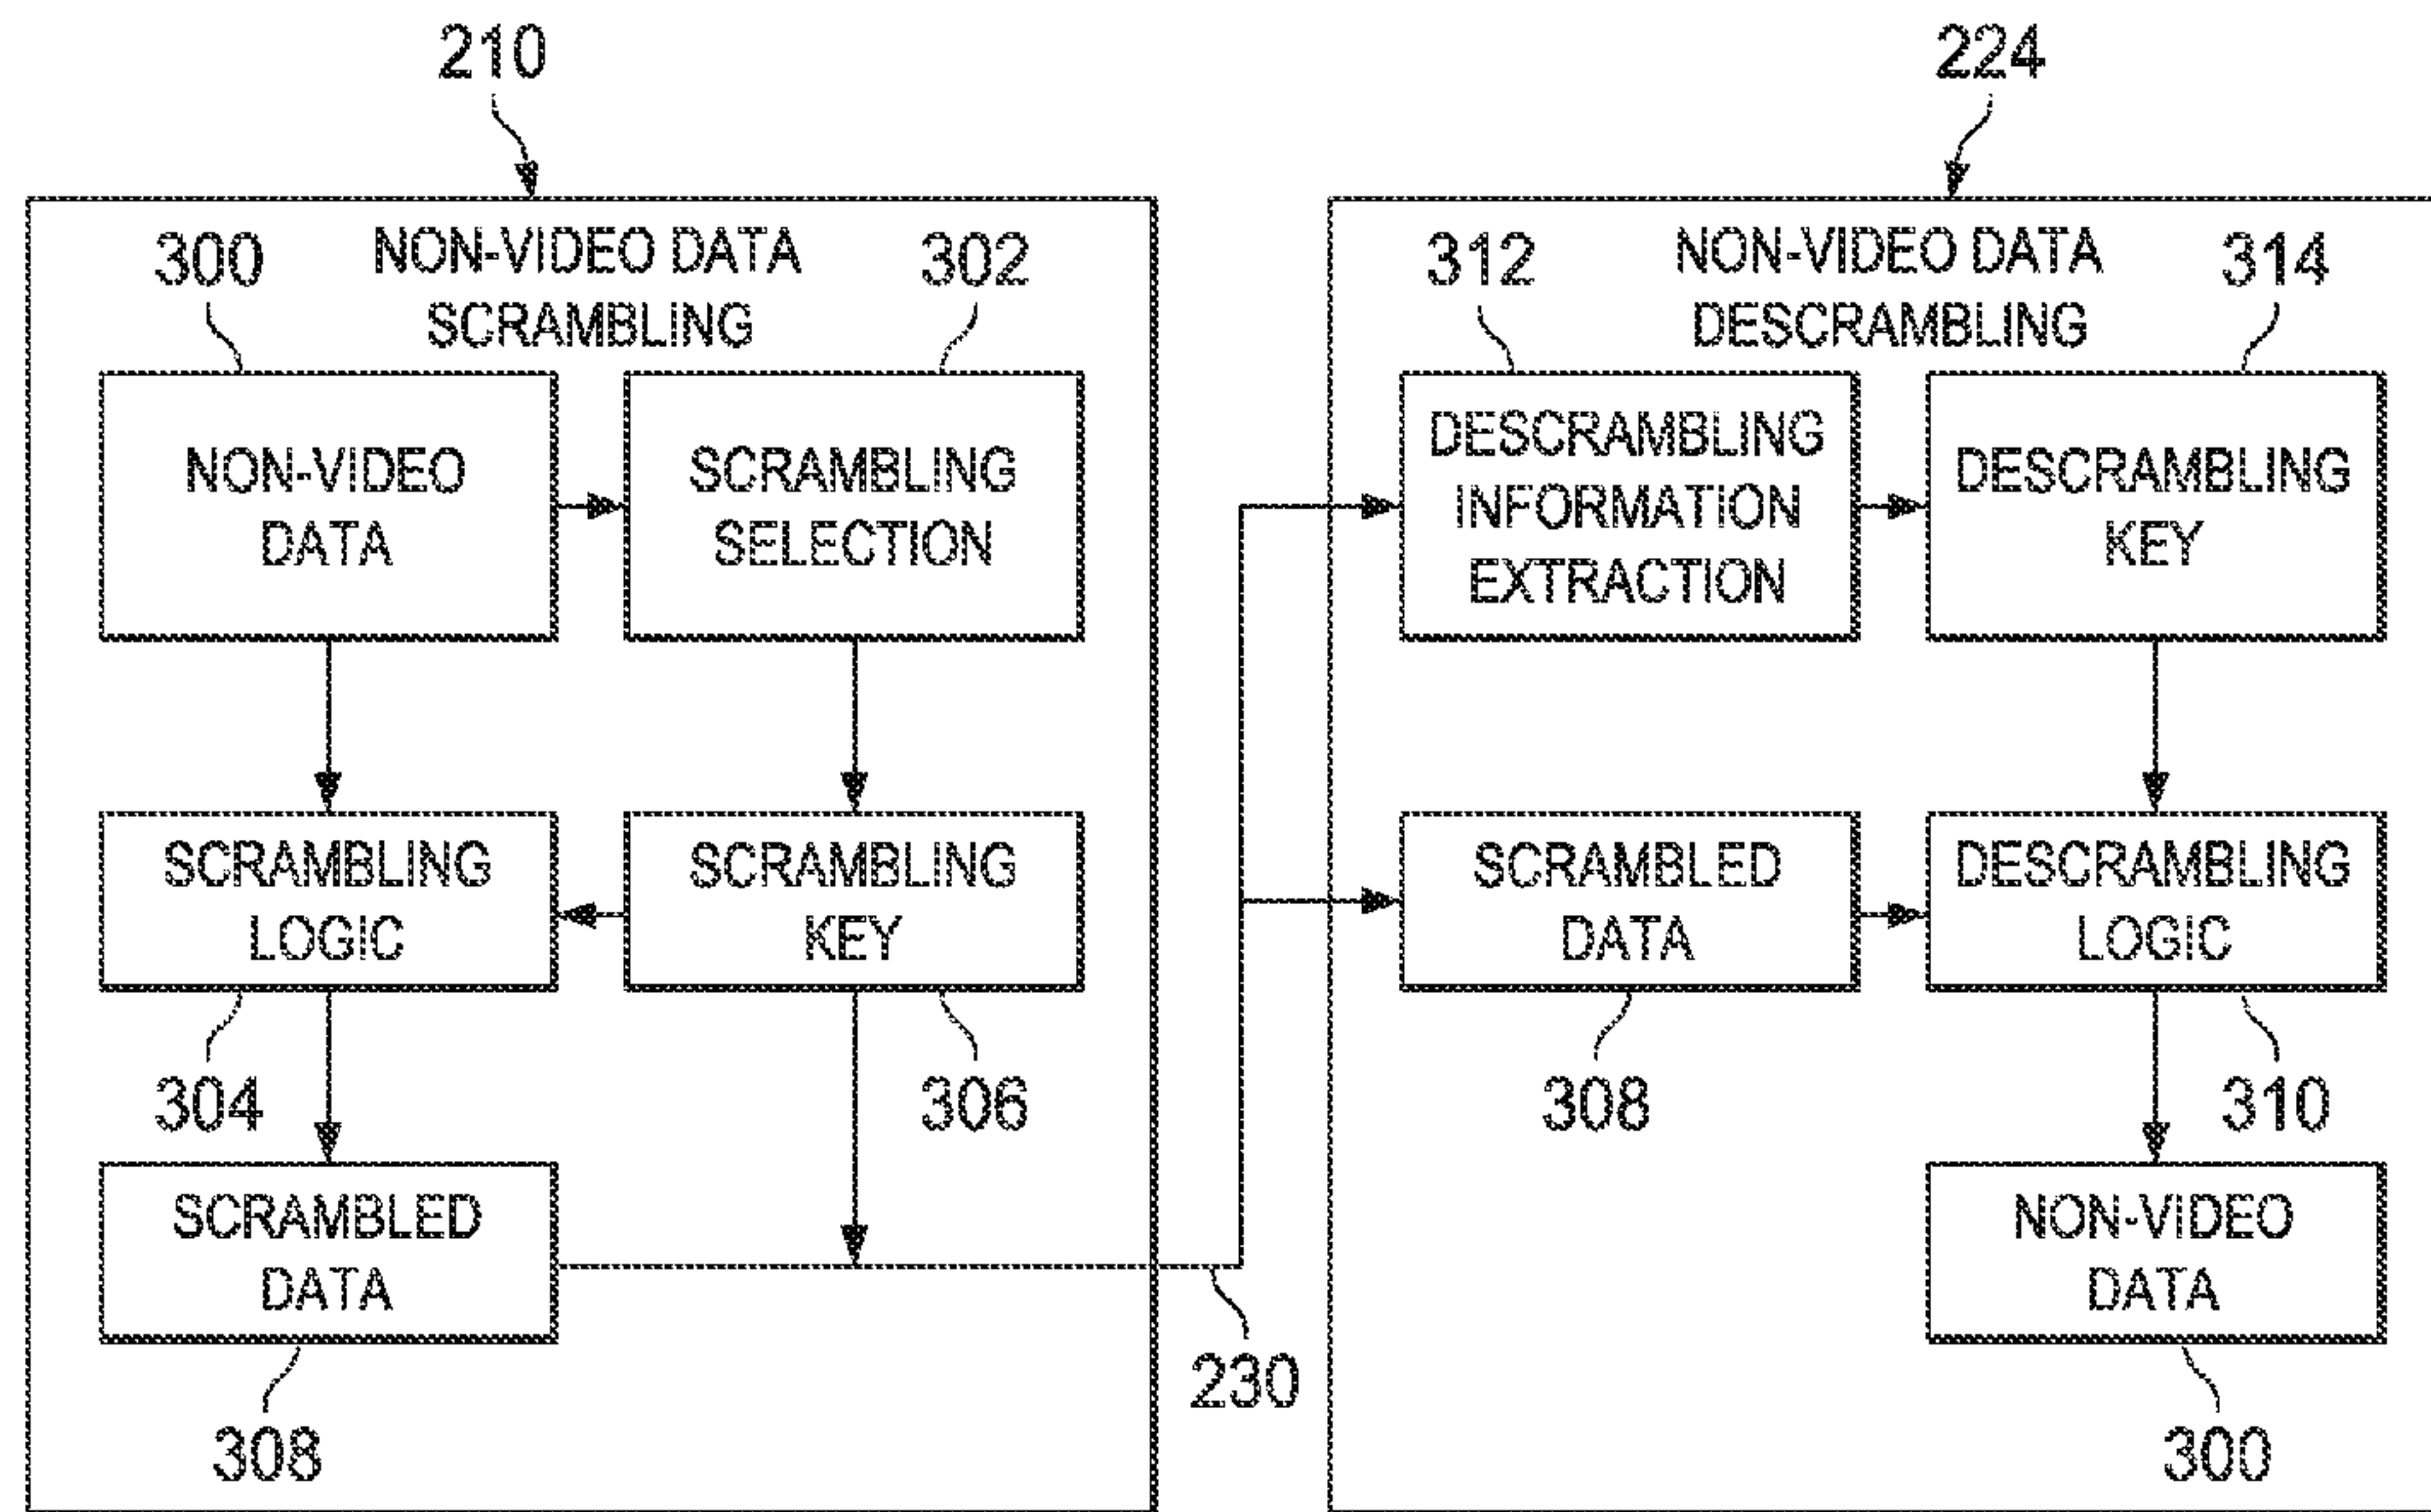 210
224
300
NON-VIDEO DATA
SCRAMBLING
302
NON-VIDEO
DATA
SCRAMBLING
SELECTION
SCRAMBLING
LOGIC
SCRAMBLING
KEY
304
306
SCRAMBLED
DATA
308
230
312
NON-VIDEO DATA
DESCRAMBLING
314
DESCRAMBLING
INFORMATION
EXTRACTION
DESCRAMBLING
KEY
SCRAMBLED
DATA
DESCRAMBLING
LOGIC
308
310
NON-VIDEO
DATA
300